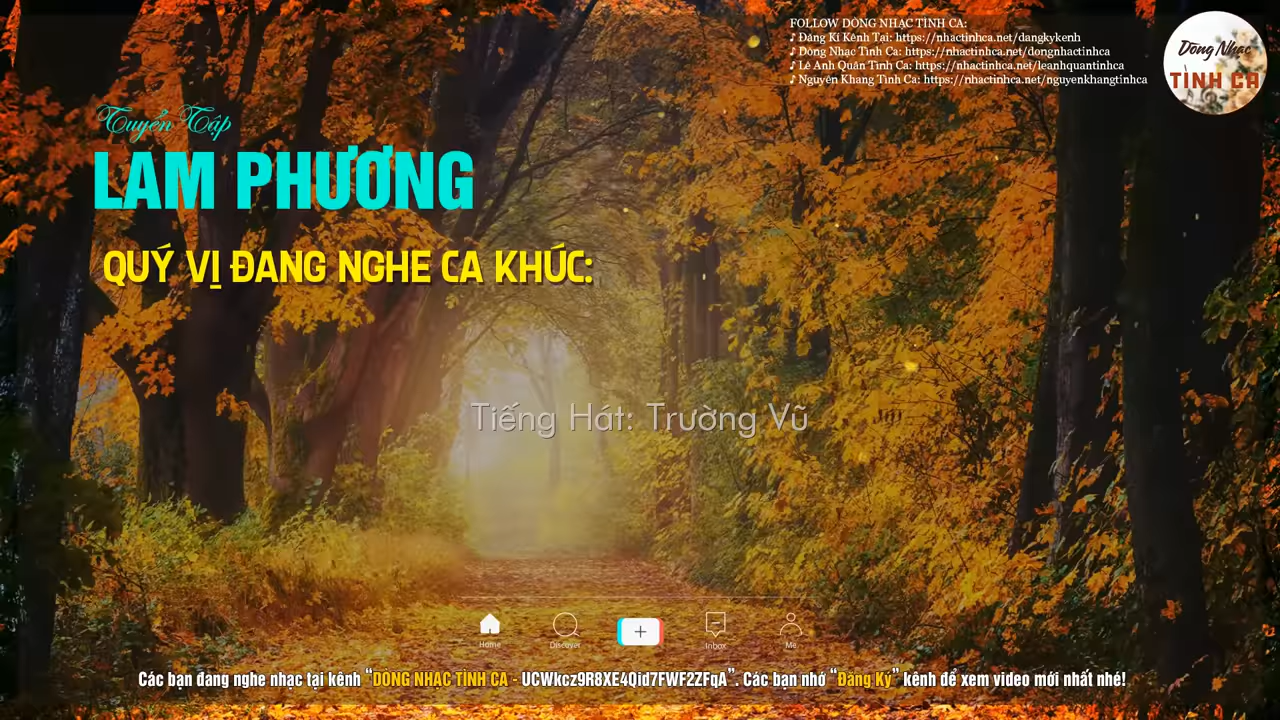 FOLLOW DÒNG NHẠC TÌNH CA:
♪ Đăng Kí Kênh Tại: https://nhactinhca.net/dangkykenh
♪ Dòng Nhạc Tình Ca: https://nhactinhca.net/dongnhactinhca
♪ Lê Anh Quân Tình Ca: https://nhactinhca.net/leanhquantinhca
♪ Nguyên Khang Tình Ca: https://nhactinhca.net/nguyenkhangtinhca
Dòng Nhạc
TÌNH CA
Tuyển Tập
LAM PHƯƠNG
QUÝ VỊ ĐANG NGHE CA KHÚC:
Tiếng Hát: Trường Vũ
Home Discover Inbox Me
Các bạn đang nghe nhạc tại kênh “DÒNG NHẠC TÌNH CA - UCWkcz9R8XE4Qid7FWF2ZFqA”. Các bạn nhớ “Đăng Ký” kênh để xem video mới nhất nhé!